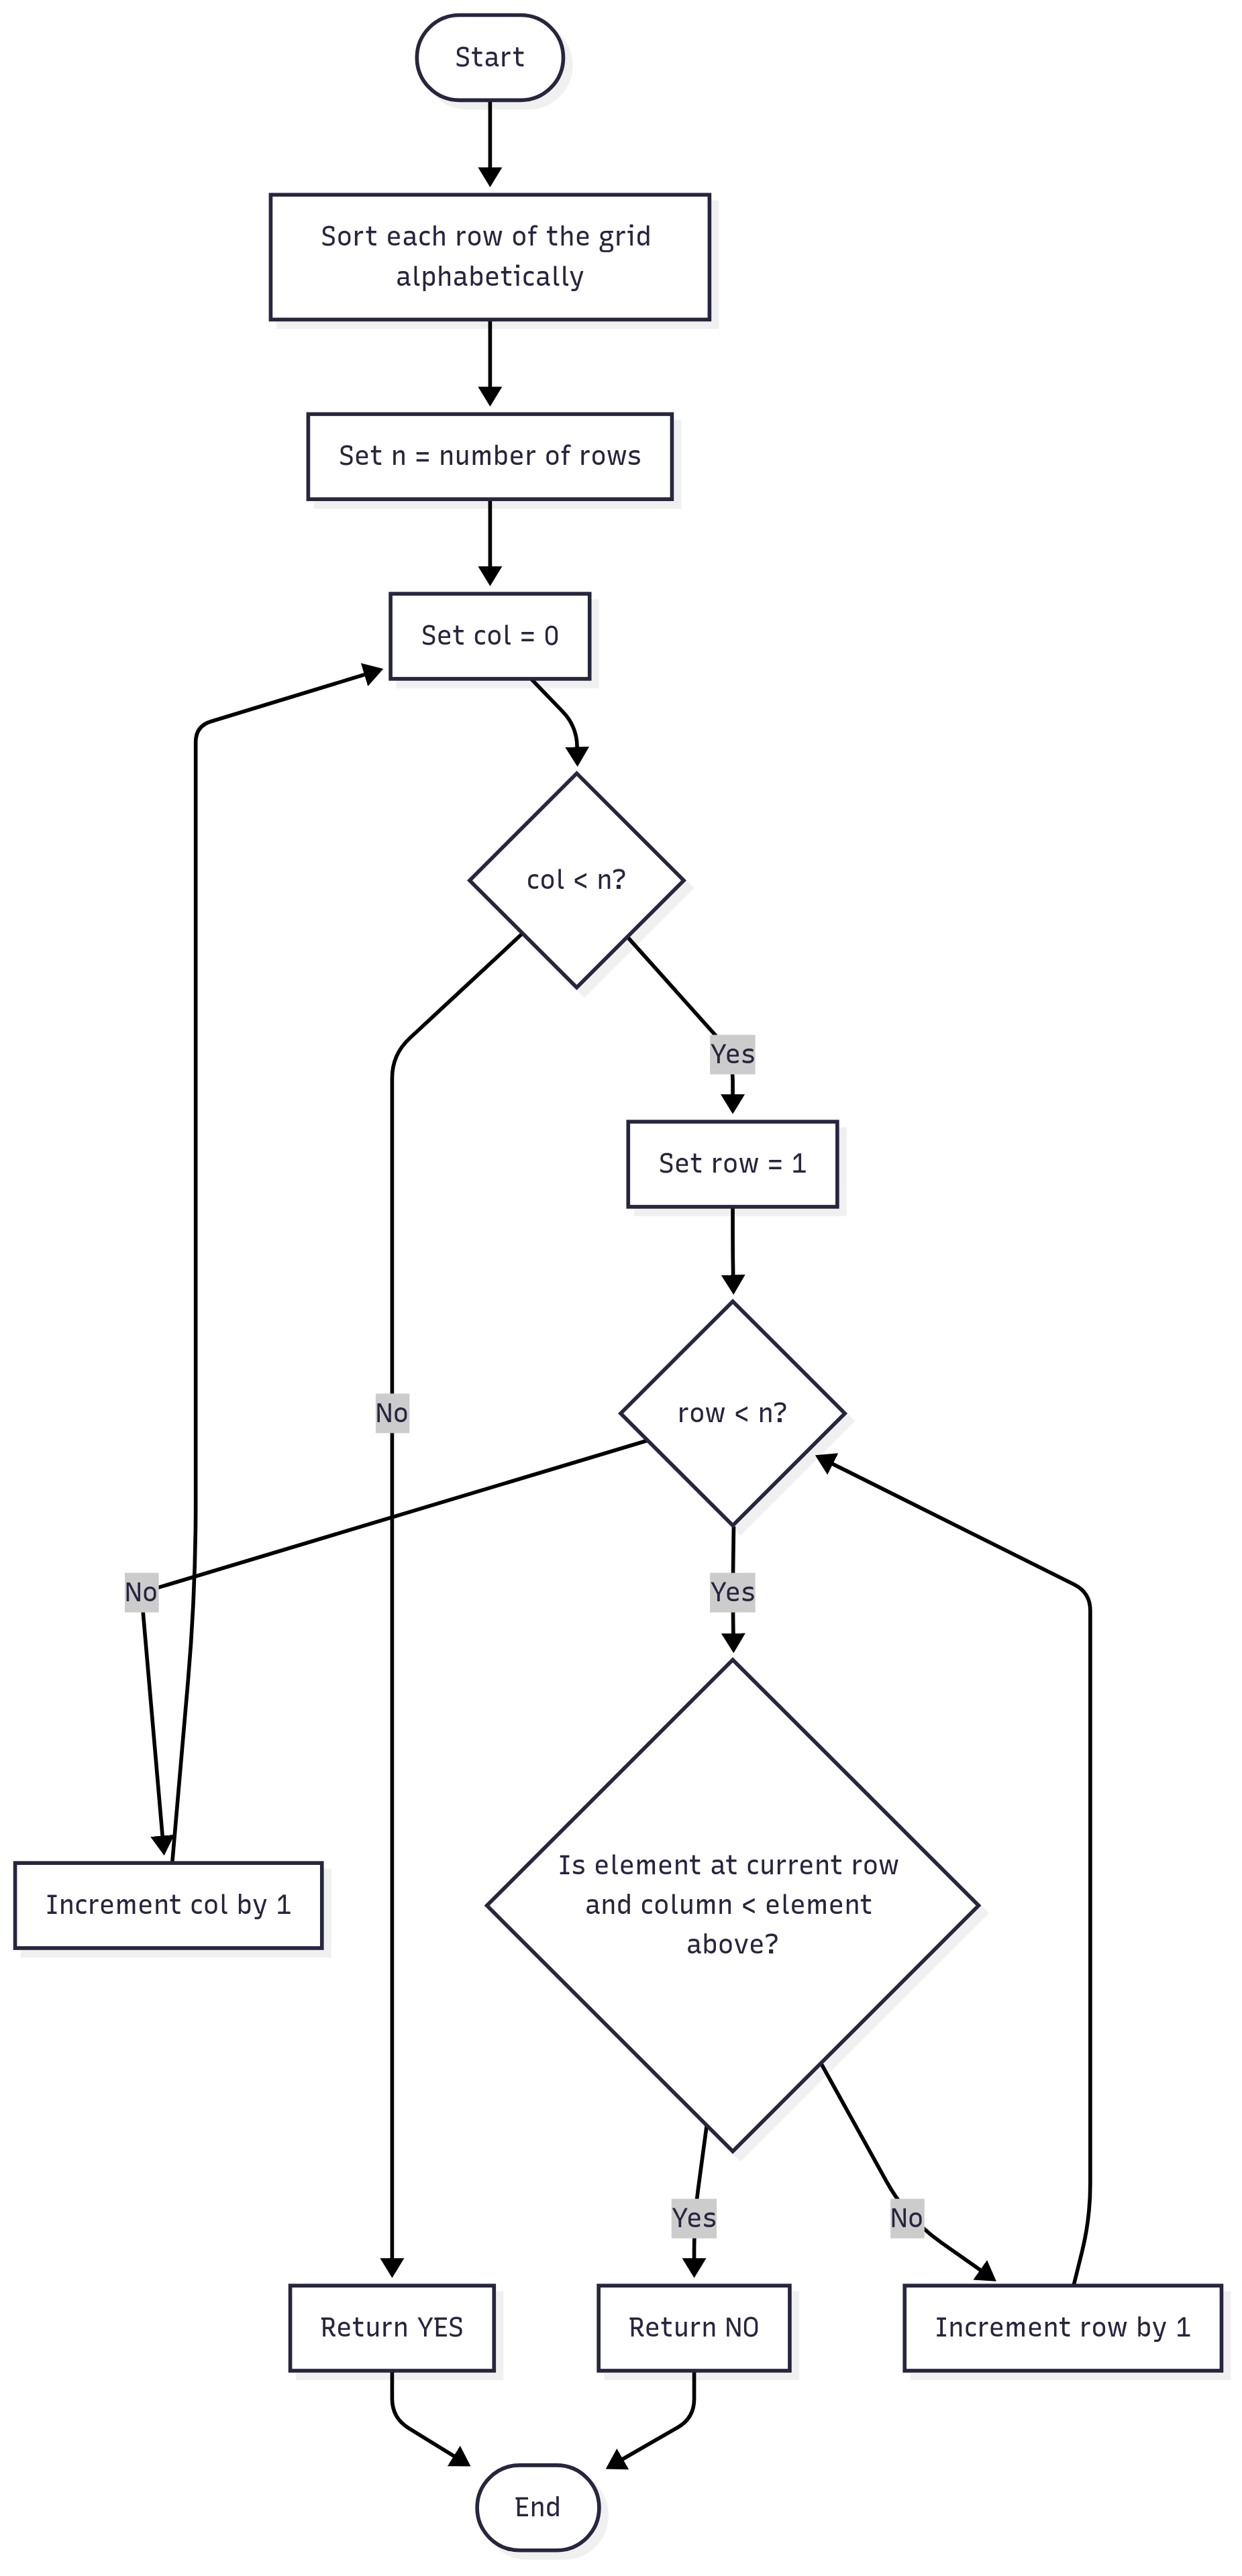 Start
Sort each row of the grid
alphabetically
Set n = number of rows
Set col = 0
col < n?
Yes
Set row = 1
No
row < n?
No
Yes
Is element at current row
and column < element
above?
Increment col by 1
Yes
No
Return YES
Return NO
Increment row by 1
End